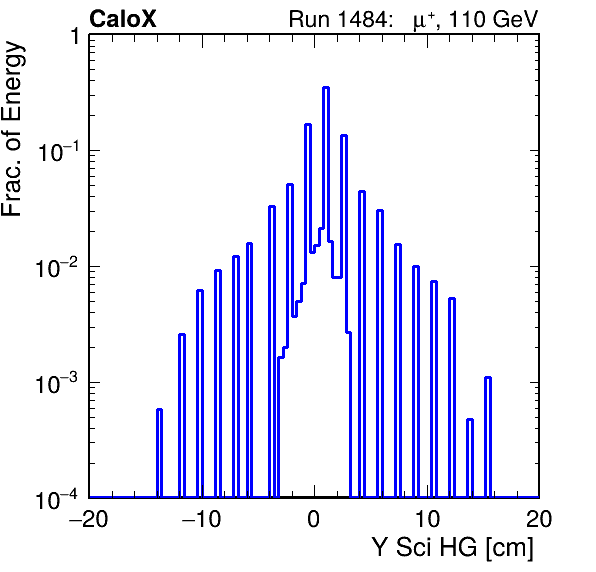 CaloX Run 1484: μ⁺, 110 GeV
Frac. of Energy
1
10⁻¹
10⁻²
10⁻³
10⁻⁴
−20 −10 0 10 20
Y Sci HG [cm]